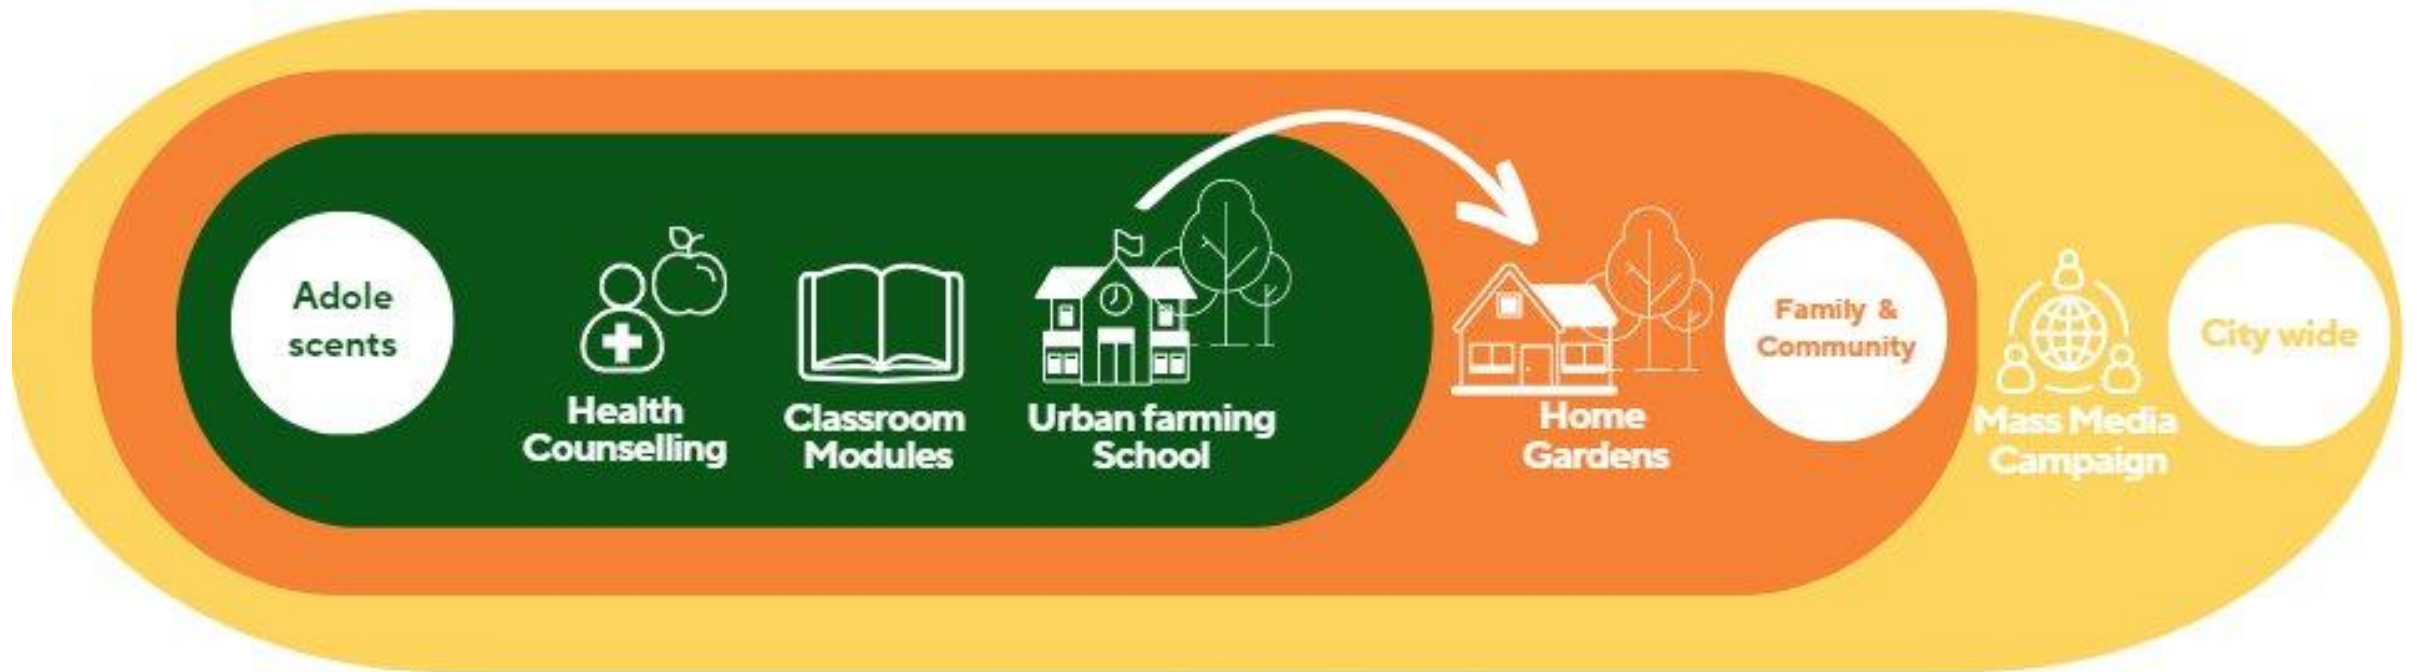 Adole
scents
Health
Counselling
Classroom
Modules
Urban farming
School
Home
Gardens
Family &
Community
Mass Media
Campaign
City wide